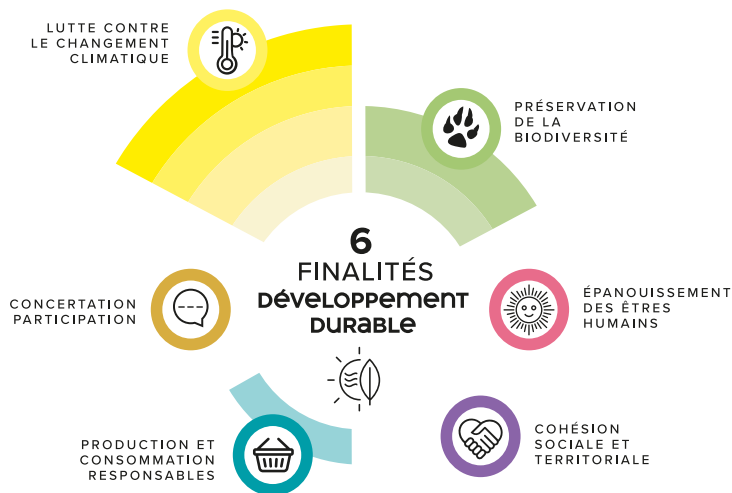 LUTTE CONTRE
LE CHANGEMENT
CLIMATIQUE
PRÉSERVATION
DE LA
BIODIVERSITÉ
6
FINALITÉS
DÉVELOPPEMENT
DURABLE
CONCERTATION
PARTICIPATION
ÉPANOUISSEMENT
DES ÊTRES
HUMAINS
PRODUCTION ET
CONSOMMATION
RESPONSABLES
COHÉSION
SOCIALE ET
TERRITORIALE